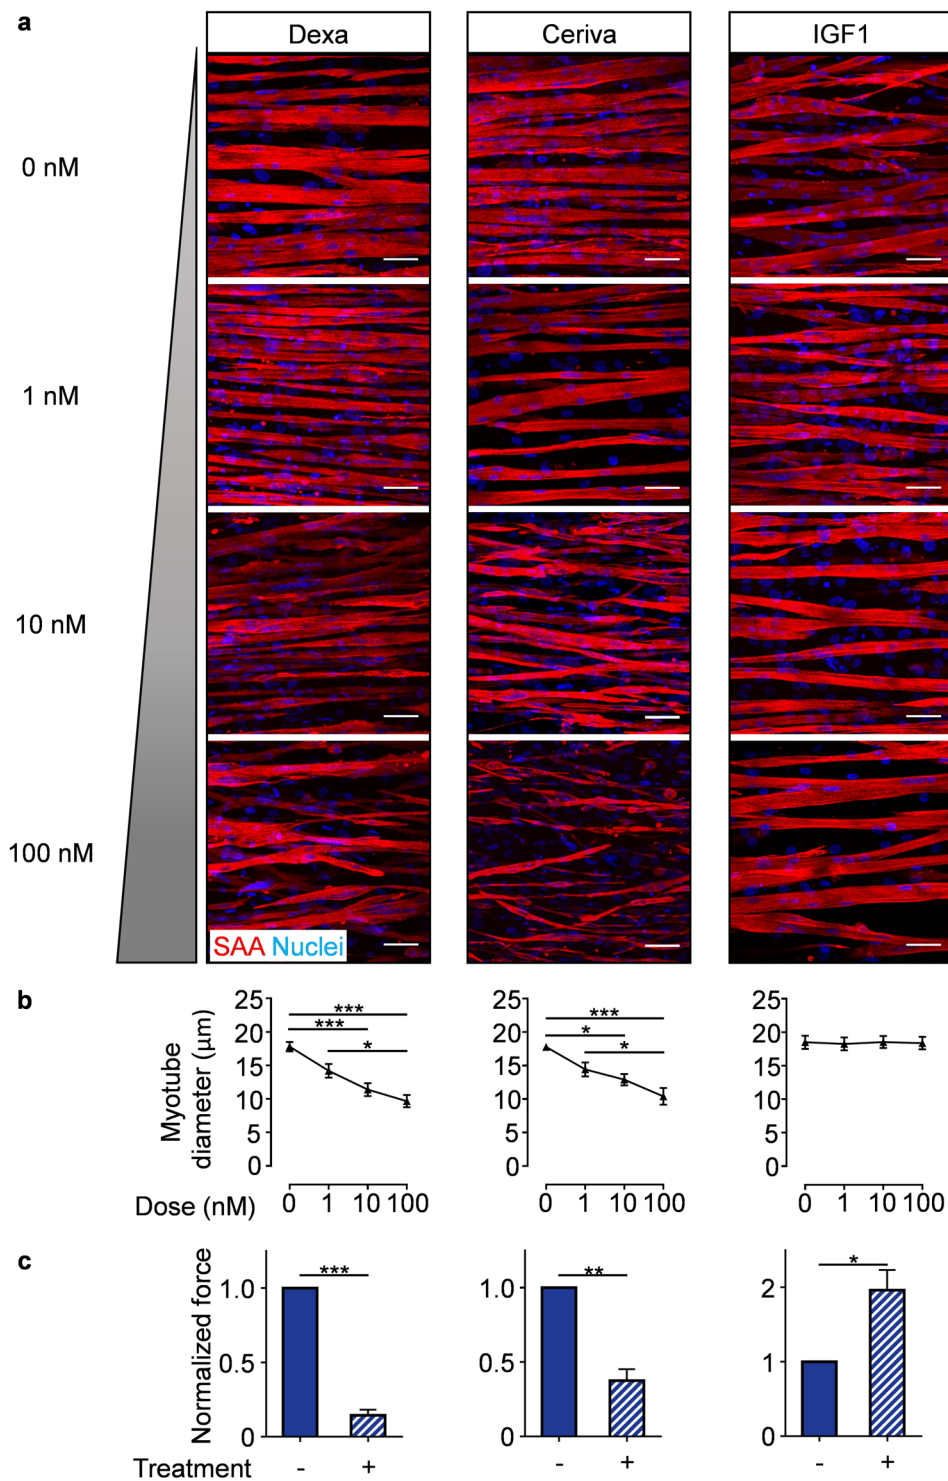 a
Dexa Ceriva IGF1
0 nM
1 nM
10 nM
100 nM
SAA Nuclei
b
Myotube
diameter (μm)
25 25 25
20 20 20
15 15 15
10 10 10
5 5 5
0 0 0
*** *** * *** * *
Dose (nM) 0 1 10 100 0 1 10 100 0 1 10 100
c
Normalized force
*** ** *
1.0 1.0 2
0.5 0.5 1
0 0 0
Treatment - + - + - +